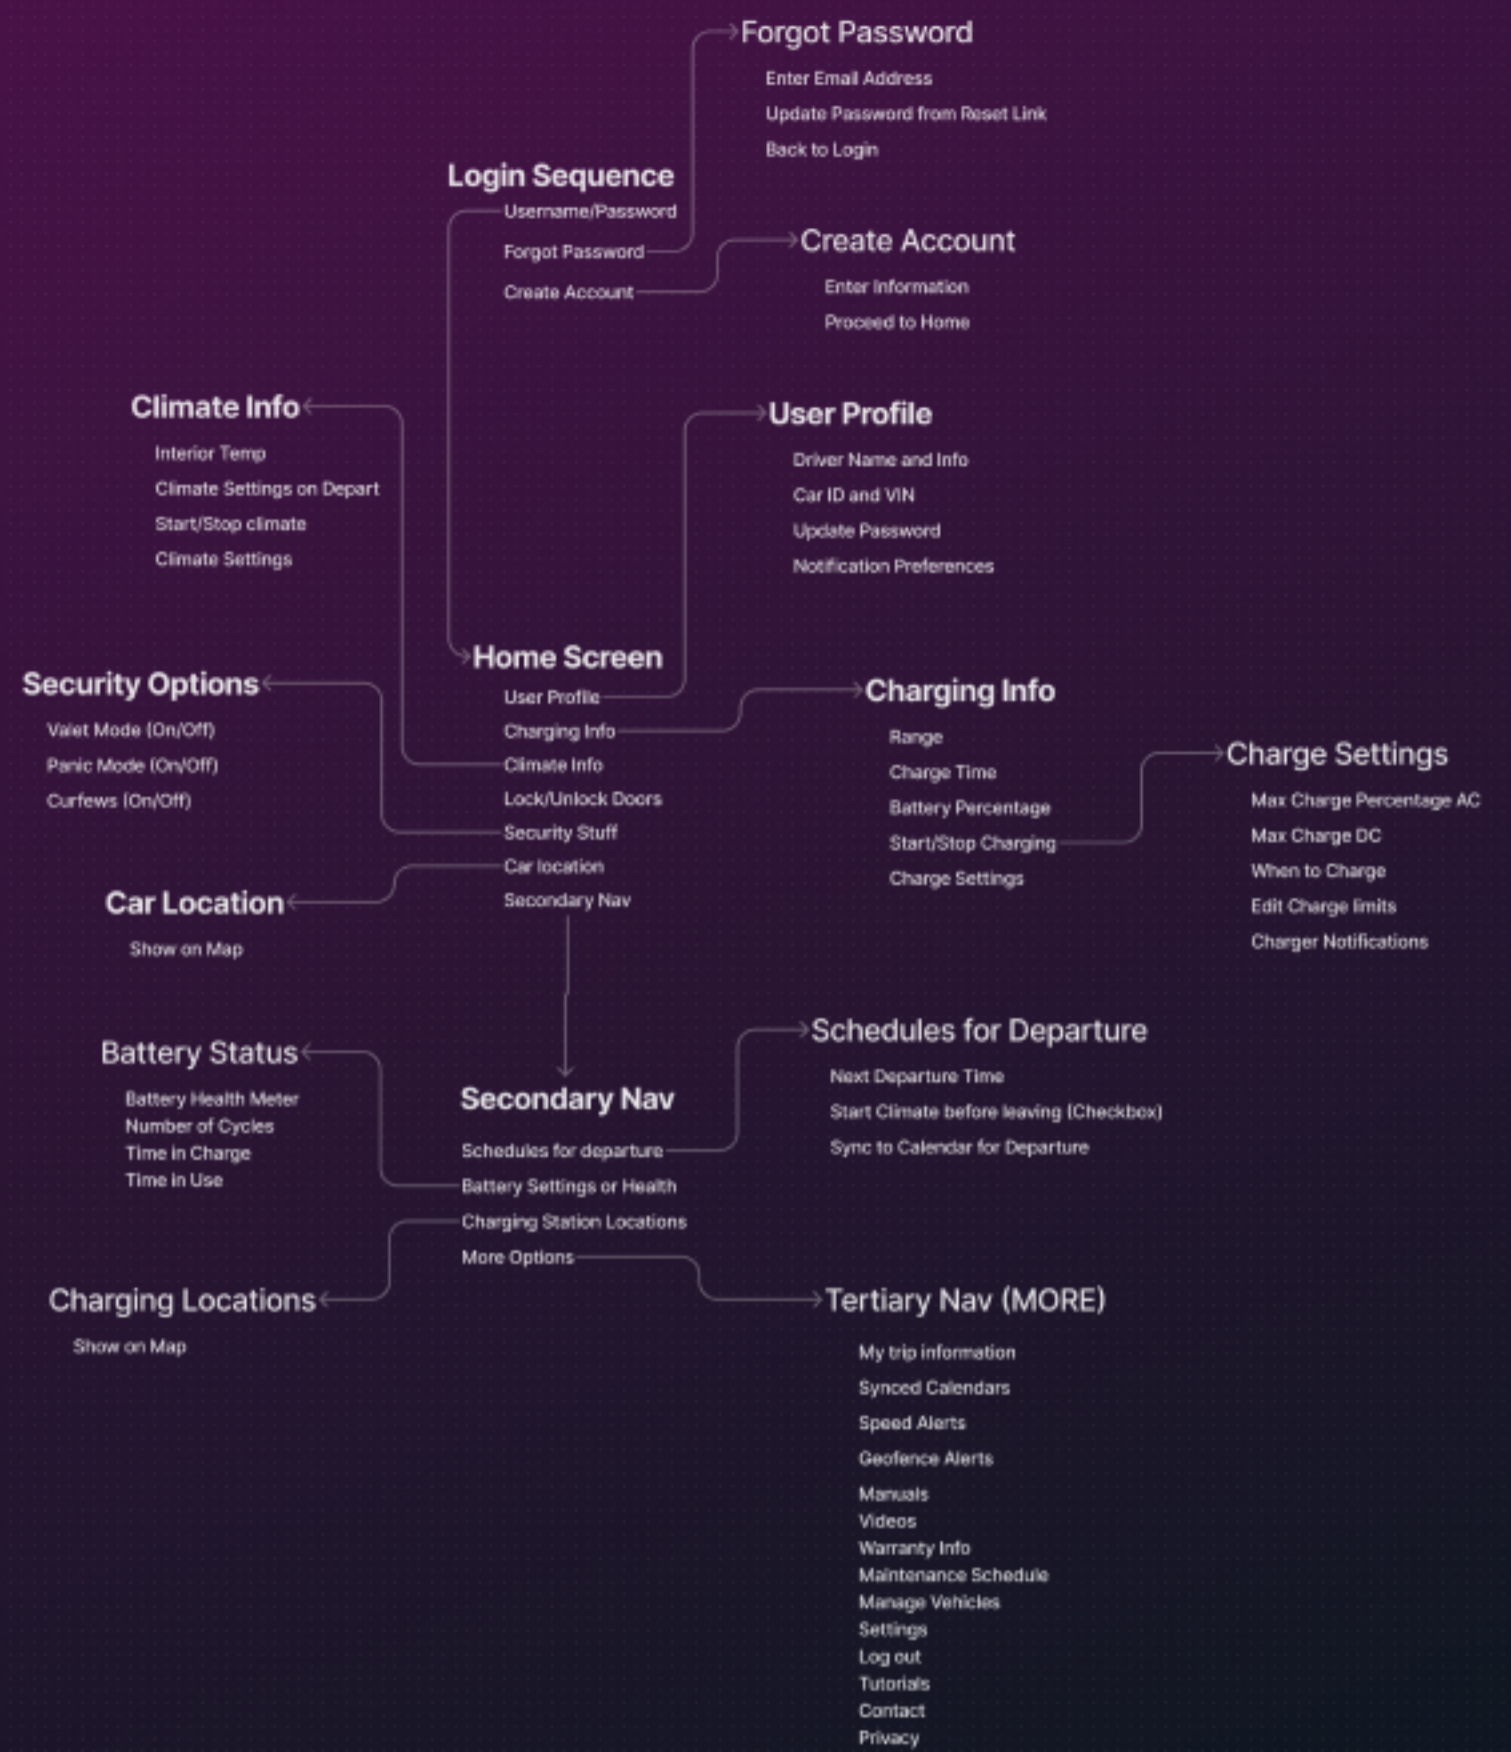 Forgot Password
Enter Email Address
Update Password from Reset Link
Back to Login
Login Sequence
Username/Password
Forgot Password
Create Account
Create Account
Enter Information
Proceed to Home
Climate Info
Interior Temp
Climate Settings on Depart
Start/Stop climate
Climate Settings
User Profile
Driver Name and Info
Car ID and VIN
Update Password
Notification Preferences
Home Screen
User Profile
Charging Info
Climate Info
Lock/Unlock Doors
Security Stuff
Car location
Secondary Nav
Security Options
Valet Mode (On/Off)
Panic Mode (On/Off)
Curfews (On/Off)
Charging Info
Range
Charge Time
Battery Percentage
Start/Stop Charging
Charge Settings
Charge Settings
Max Charge Percentage AC
Max Charge DC
When to Charge
Edit Charge limits
Charger Notifications
Car Location
Show on Map
Battery Status
Battery Health Meter
Number of Cycles
Time in Charge
Time in Use
Secondary Nav
Schedules for departure
Battery Settings or Health
Charging Station Locations
More Options
Schedules for Departure
Next Departure Time
Start Climate before leaving (Checkbox)
Sync to Calendar for Departure
Charging Locations
Show on Map
Tertiary Nav (MORE)
My trip information
Synced Calendars
Speed Alerts
Geofence Alerts
Manuals
Videos
Warranty Info
Maintenance Schedule
Manage Vehicles
Settings
Log out
Tutorials
Contact
Privacy